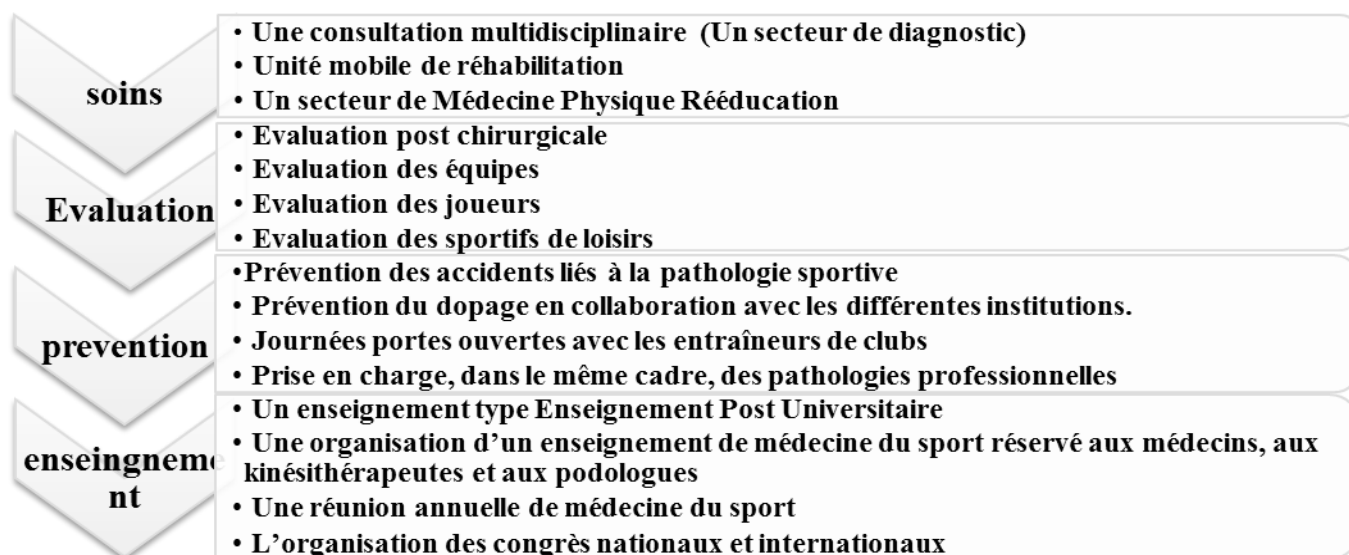 soins
• Une consultation multidisciplinaire (Un secteur de diagnostic)
• Unité mobile de réhabilitation
• Un secteur de Médecine Physique Rééducation
Evaluation
• Evaluation post chirurgicale
• Evaluation des équipes
• Evaluation des joueurs
• Evaluation des sportifs de loisirs
prevention
•Prévention des accidents liés à la pathologie sportive
• Prévention du dopage en collaboration avec les différentes institutions.
• Journées portes ouvertes avec les entraîneurs de clubs
• Prise en charge, dans le même cadre, des pathologies professionnelles
enseingneme
nt
• Un enseignement type Enseignement Post Universitaire
• Une organisation d’un enseignement de médecine du sport réservé aux médecins, aux
kinésithérapeutes et aux podologues
• Une réunion annuelle de médecine du sport
• L’organisation des congrès nationaux et internationaux